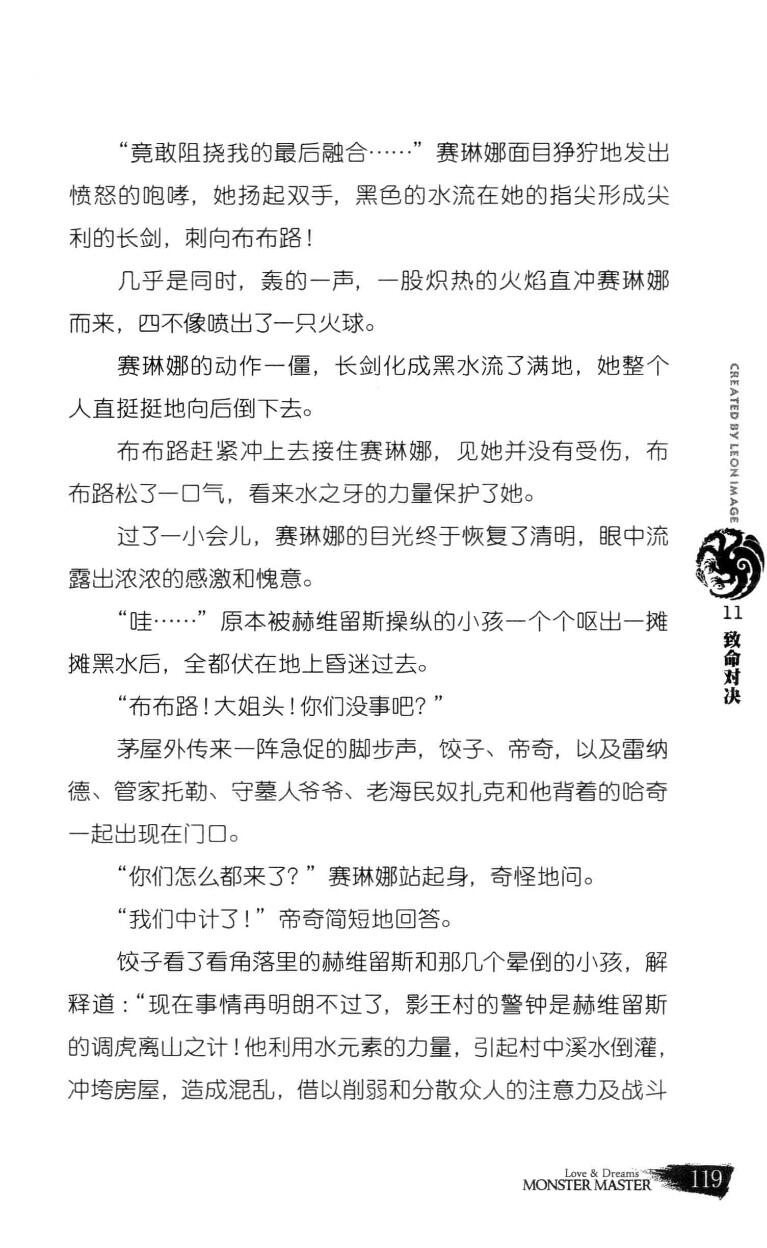 “竟敢阻挠我的最后融合……”赛琳娜面目狰狞地发出
愤怒的咆哮，她扬起双手，黑色的水流在她的指尖形成尖
利的长剑，刺向布布路！
几乎是同时，轰的一声，一股炽热的火焰直冲赛琳娜
而来，四不像喷出了一只火球。
赛琳娜的动作一僵，长剑化成黑水流了满地，她整个
人直挺挺地向后倒下去。
布布路赶紧冲上去接住赛琳娜，见她并没有受伤，布
布路松了一口气，看来水之牙的力量保护了她。
过了一小会儿，赛琳娜的目光终于恢复了清明，眼中流
露出浓浓的感激和愧意。
“哇……”原本被赫维留斯操纵的小孩一个个呕出一摊
摊黑水后，全都伏在地上昏迷过去。
“布布路！大姐头！你们没事吧？”
茅屋外传来一阵急促的脚步声，饺子、帝奇，以及雷纳
德、管家托勒、守墓人爷爷、老海民奴扎克和他背着的哈奇
一起出现在门口。
“你们怎么都来了？”赛琳娜站起身，奇怪地问。
“我们中计了！”帝奇简短地回答。
饺子看了看角落里的赫维留斯和那几个晕倒的小孩，解
释道：“现在事情再明朗不过了，影王村的警钟是赫维留斯
的调虎离山之计！他利用水元素的力量，引起村中溪水倒灌，
冲垮房屋，造成混乱，借以削弱和分散众人的注意力及战斗
CREATED BY LEON IMAGE
11
致命对决
Love & Dreams
MONSTER MASTER
119